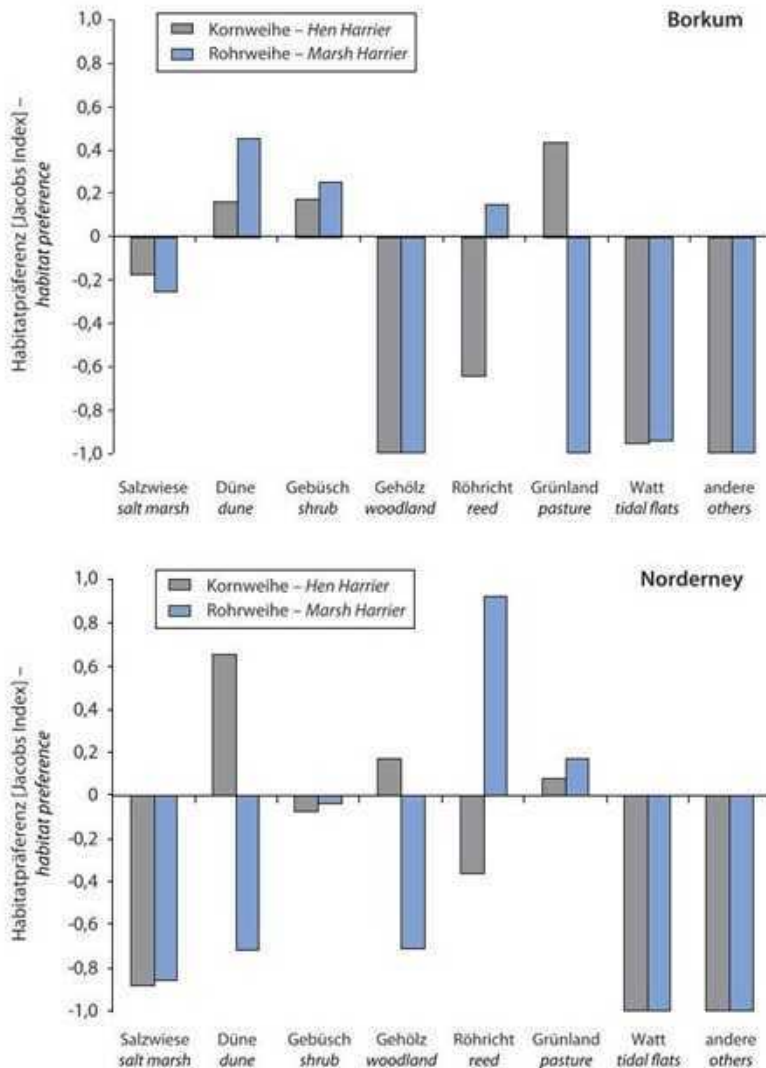 Borkum
Kornweihe – Hen Harrier
Rohrweihe – Marsh Harrier
Habitatpräferenz [Jacobs Index] –
habitat preference
1,0
0,8
0,6
0,4
0,2
0
-0,2
-0,4
-0,6
-0,8
-1,0
Salzwiese Düne Gebüsch Gehölz Röhricht Grünland Watt andere
salt marsh dune shrub woodland reed pasture tidal flats others
Norderney
Kornweihe – Hen Harrier
Rohrweihe – Marsh Harrier
Habitatpräferenz [Jacobs Index] –
habitat preference
1,0
0,8
0,6
0,4
0,2
0
-0,2
-0,4
-0,6
-0,8
-1,0
Salzwiese Düne Gebüsch Gehölz Röhricht Grünland Watt andere
salt marsh dune shrub woodland reed pasture tidal flats others